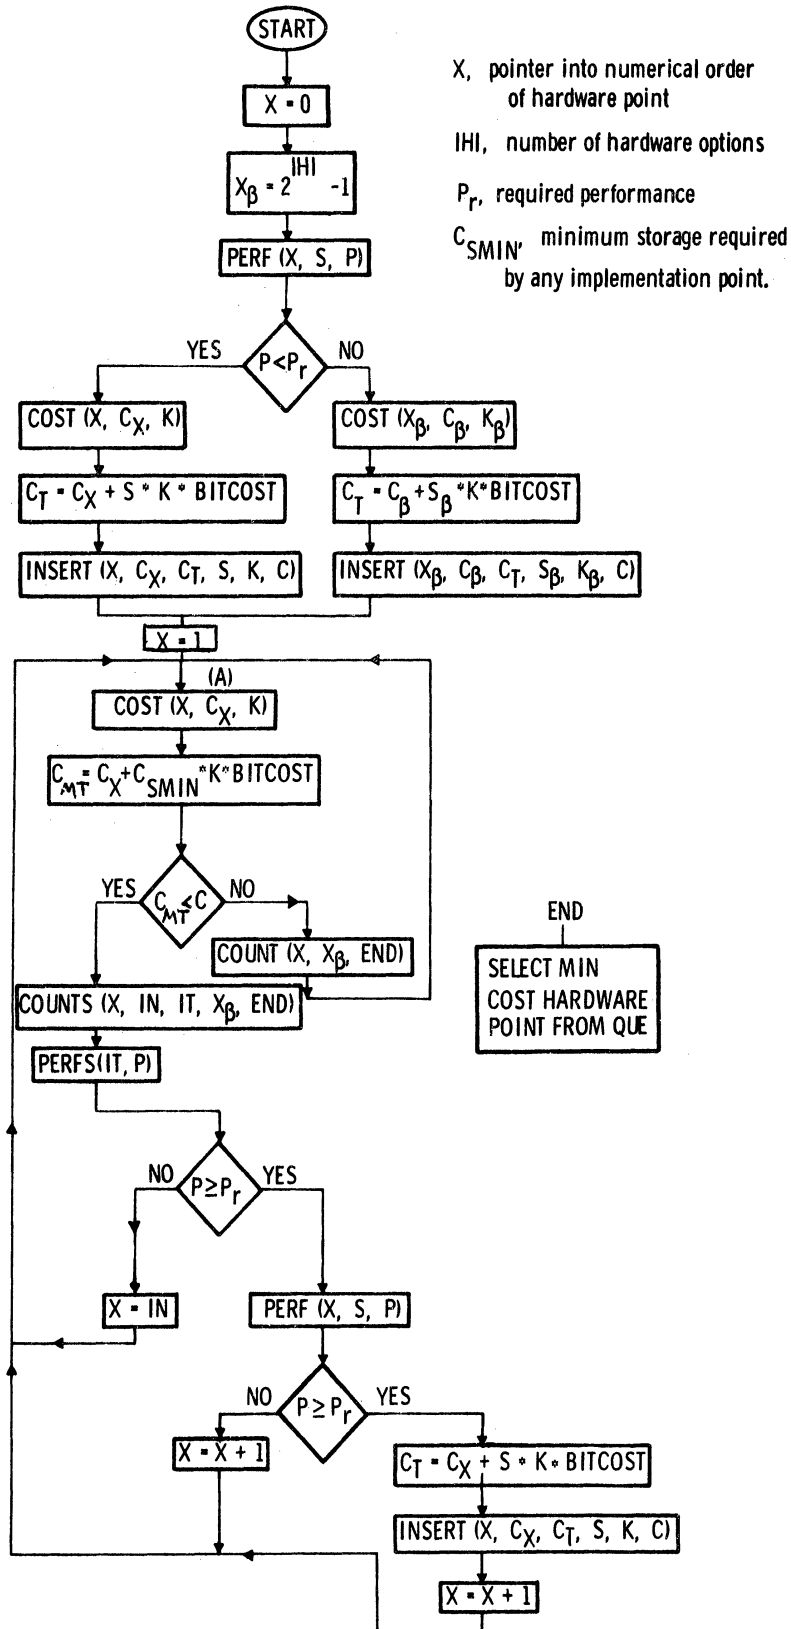 START
X, pointer into numerical order
of hardware point
X = 0
|H|, number of hardware options
X_β = 2^|H| -1
P_r, required performance
C_SMIN, minimum storage required
by any implementation point.
PERF (X, S, P)
YES
P<P_r
NO
COST (X, C_X, K)
COST (X_β, C_β, K_β)
C_T = C_X + S * K * BITCOST
C_T = C_β + S_β * K * BITCOST
INSERT (X, C_X, C_T, S, K, C)
INSERT (X_β, C_β, C_T, S_β, K_β, C)
X = 1
(A)
COST (X, C_X, K)
C_MT = C_X + C_SMIN * K * BITCOST
YES
C_MT ≤ C
NO
END
COUNT (X, X_β, END)
SELECT MIN
COST HARDWARE
POINT FROM QUE
COUNTS (X, IN, IT, X_β, END)
PERFS(IT, P)
NO
P ≥ P_r
YES
X = IN
PERF (X, S, P)
NO
P ≥ P_r
YES
X = X + 1
C_T = C_X + S * K * BITCOST
INSERT (X, C_X, C_T, S, K, C)
X = X + 1